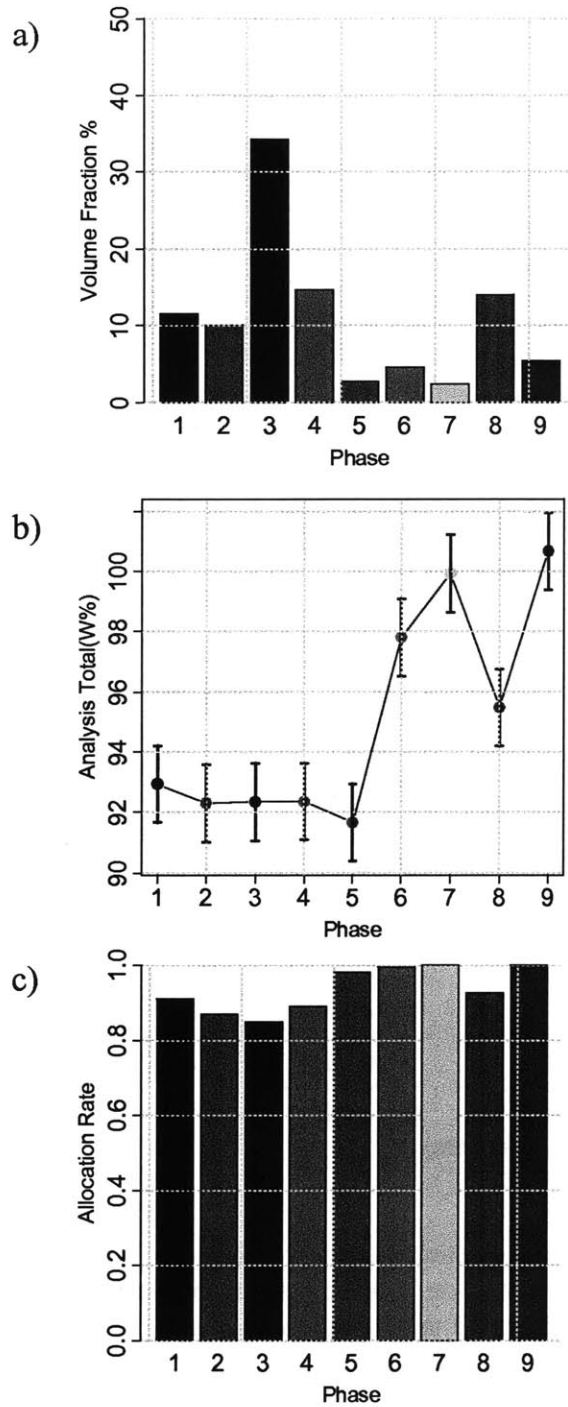 a)
Volume Fraction %
50
40
30
20
10
0
1 2 3 4 5 6 7 8 9
Phase
b)
Analysis Total(W%)
100
98
96
94
92
90
1 2 3 4 5 6 7 8 9
Phase
c)
Allocation Rate
1.0
0.8
0.6
0.4
0.2
0.0
1 2 3 4 5 6 7 8 9
Phase